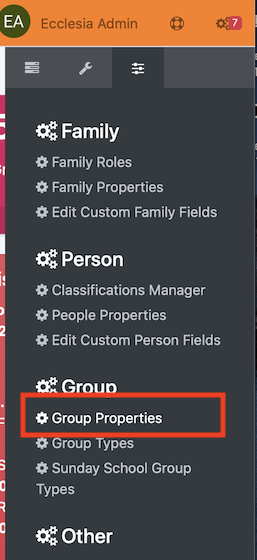 EA Ecclesia Admin 7
Family
Family Roles
Family Properties
Edit Custom Family Fields
Person
Classifications Manager
People Properties
Edit Custom Person Fields
Group
Group Properties
Group Types
Sunday School Group
Types
Other